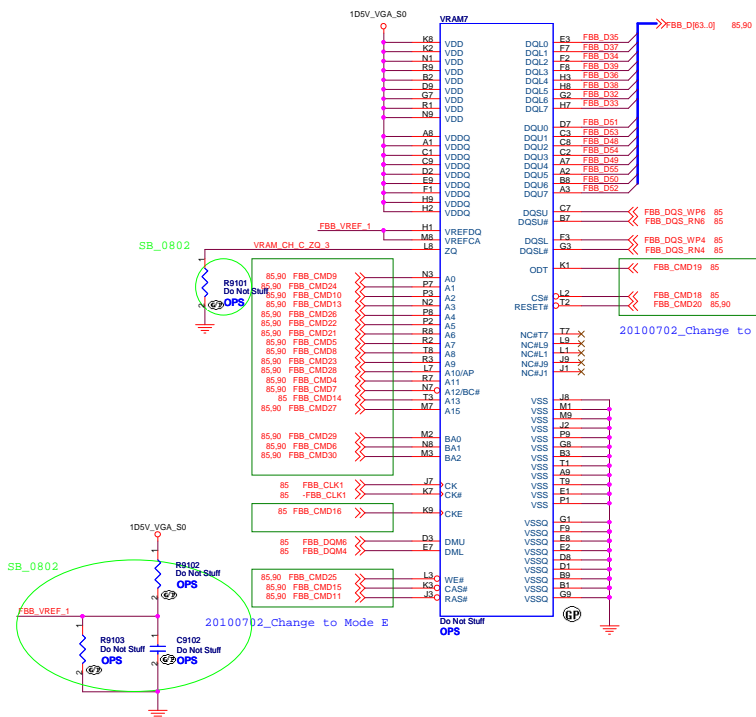 1D5V_VGA_S0
VRAM7
FBB_D[63..0] 85,90
K8 VDD
K2 VDD
N1 VDD
R9 VDD
B2 VDD
D9 VDD
G7 VDD
R1 VDD
N9 VDD
A8 VDDQ
A1 VDDQ
C1 VDDQ
C9 VDDQ
D2 VDDQ
E9 VDDQ
F1 VDDQ
H9 VDDQ
H2 VDDQ
DQL0 E3 FBB_D35
DQL1 F7 FBB_D37
DQL2 F2 FBB_D34
DQL3 F8 FBB_D39
DQL4 H3 FBB_D36
DQL5 H8 FBB_D38
DQL6 G2 FBB_D32
DQL7 H7 FBB_D33
DQU0 D7 FBB_D51
DQU1 C3 FBB_D53
DQU2 C8 FBB_D48
DQU3 C2 FBB_D54
DQU4 A7 FBB_D49
DQU5 A2 FBB_D55
DQU6 B8 FBB_D50
DQU7 A3 FBB_D52
DQSU C7 FBB_DQS_WP6 85
DQSU# B7 FBB_DQS_RN6 85
DQSL F3 FBB_DQS_WP4 85
DQSL# G3 FBB_DQS_RN4 85
ODT K1 FBB_CMD19 85
CS# L2 FBB_CMD18 85
RESET# T2 FBB_CMD20 85,90
20100702_Change to
NC#T7 T7
NC#L9 L9
NC#L1 L1
NC#J9 J9
NC#J1 J1
FBB_VREF_1 H1 VREFDQ
M8 VREFCA
SB_0802
VRAM_CH_C_ZQ_3 L8 ZQ
1
R9101
Do Not Stuff
OPS
2
85,90 FBB_CMD9 N3 A0
85,90 FBB_CMD24 P7 A1
85,90 FBB_CMD10 P3 A2
85,90 FBB_CMD13 N2 A3
85,90 FBB_CMD26 P8 A4
85,90 FBB_CMD22 P2 A5
85,90 FBB_CMD21 R8 A6
85,90 FBB_CMD5 R2 A7
85,90 FBB_CMD8 T8 A8
85,90 FBB_CMD23 R3 A9
85,90 FBB_CMD28 L7 A10/AP
85,90 FBB_CMD4 R7 A11
85,90 FBB_CMD7 N7 A12/BC#
85 FBB_CMD14 T3 A13
85,90 FBB_CMD27 M7 A15
85,90 FBB_CMD29 M2 BA0
85,90 FBB_CMD6 N8 BA1
85,90 FBB_CMD30 M3 BA2
85 FBB_CLK1 J7 CK
85 -FBB_CLK1 K7 CK#
85 FBB_CMD16 K9 CKE
85 FBB_DQM6 D3 DMU
85 FBB_DQM4 E7 DML
85,90 FBB_CMD25 L3 WE#
85,90 FBB_CMD15 K3 CAS#
85,90 FBB_CMD11 J3 RAS#
VSS J8
VSS M1
VSS M9
VSS J2
VSS P9
VSS G8
VSS B3
VSS T1
VSS A9
VSS T9
VSS E1
VSS P1
VSSQ G1
VSSQ F9
VSSQ E8
VSSQ E2
VSSQ D8
VSSQ D1
VSSQ B9
VSSQ B1
VSSQ G9
Do Not Stuff
OPS
GP
20100702_Change to Mode E
1D5V_VGA_S0
SB_0802
1
R9102
Do Not Stuff
OPS
2
FBB_VREF_1
1
R9103
Do Not Stuff
OPS
2
1
C9102
Do Not Stuff
OPS
2